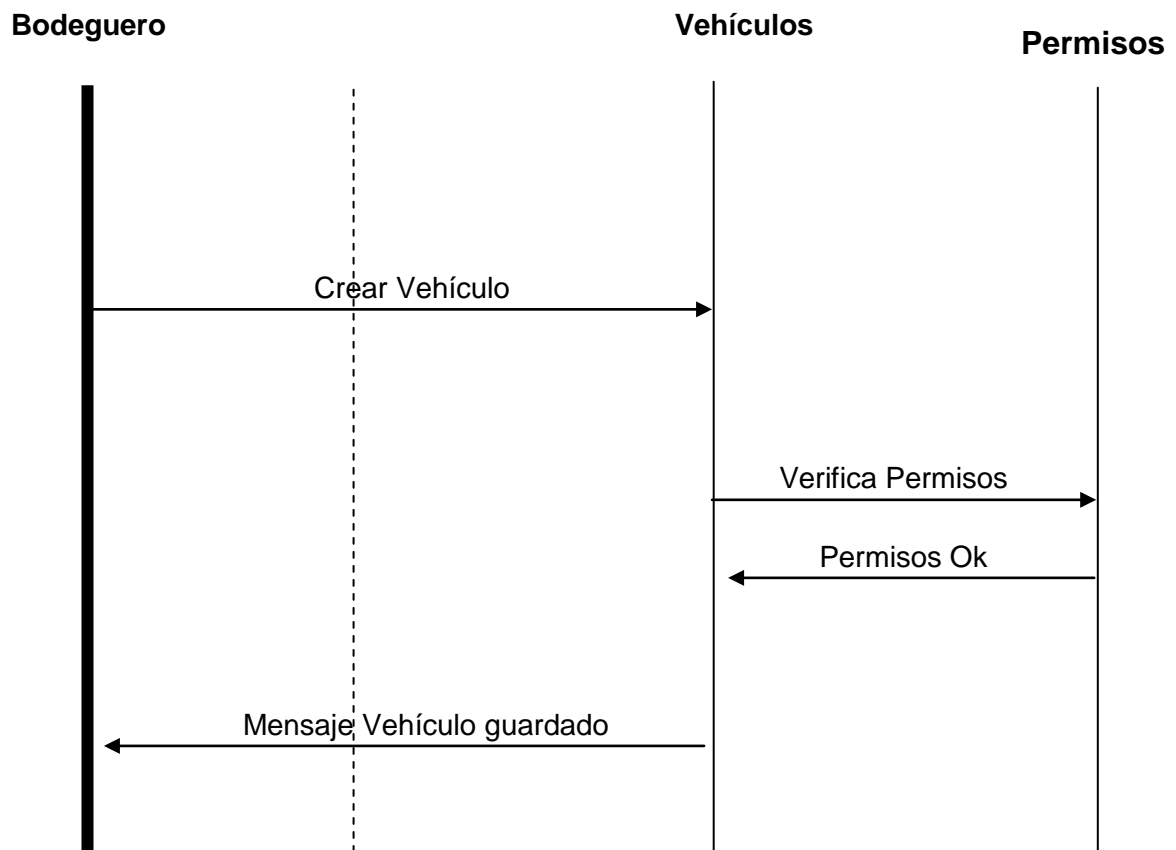 Bodeguero
Vehículos
Permisos
Crear Vehículo
Verifica Permisos
Permisos Ok
Mensaje Vehículo guardado